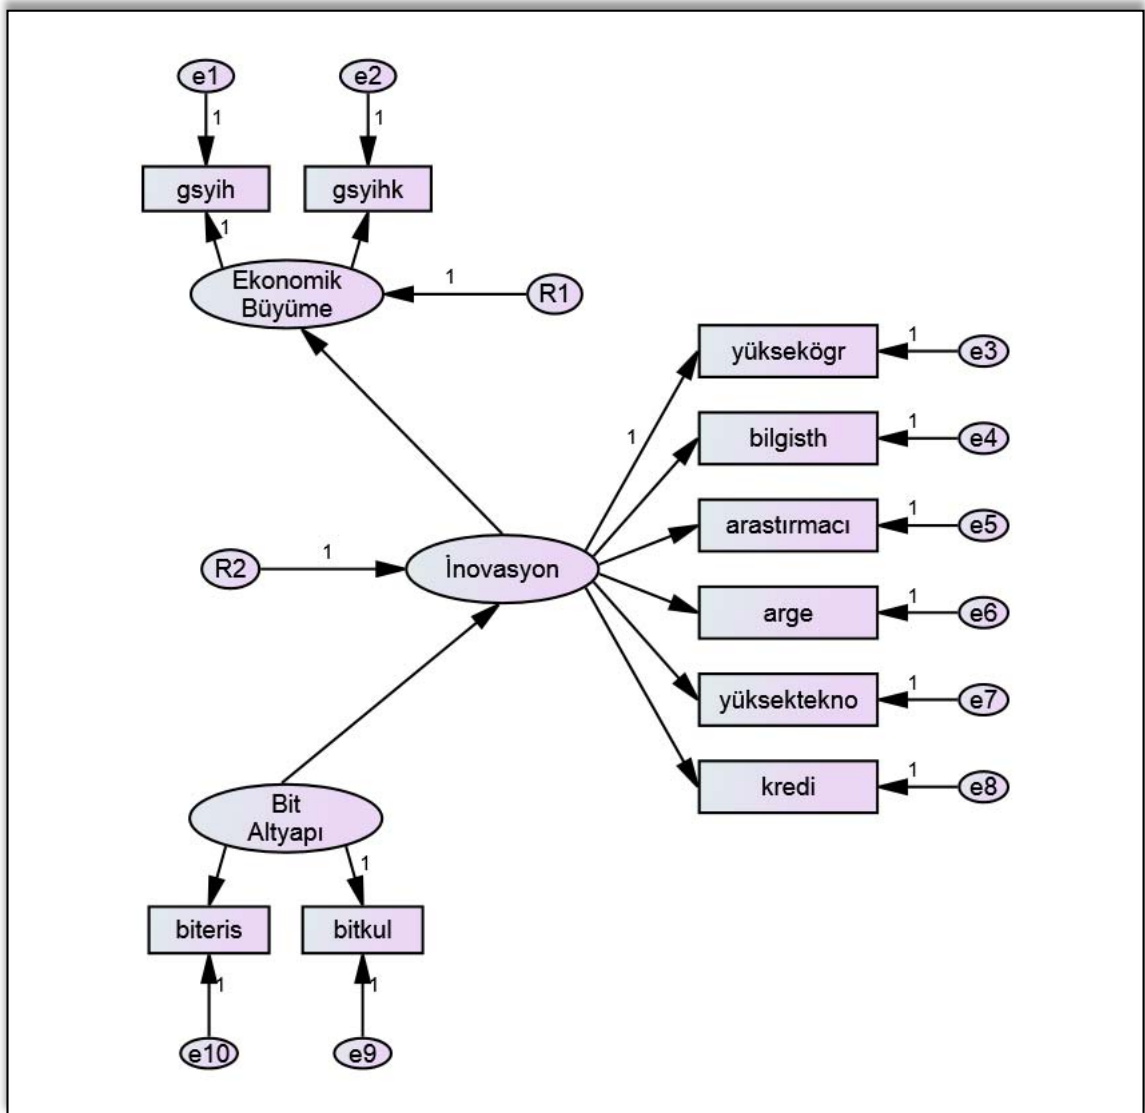 e1
e2
1
1
gsyih
gsyihk
1
Ekonomik
Büyüme
1
R1
yüksekögr
1
e3
1
bilgisth
1
e4
arastırmacı
1
e5
R2
1
İnovasyon
arge
1
e6
yüksektekno
1
e7
kredi
1
e8
Bit
Altyapı
1
biteris
bitkul
1
1
e10
e9